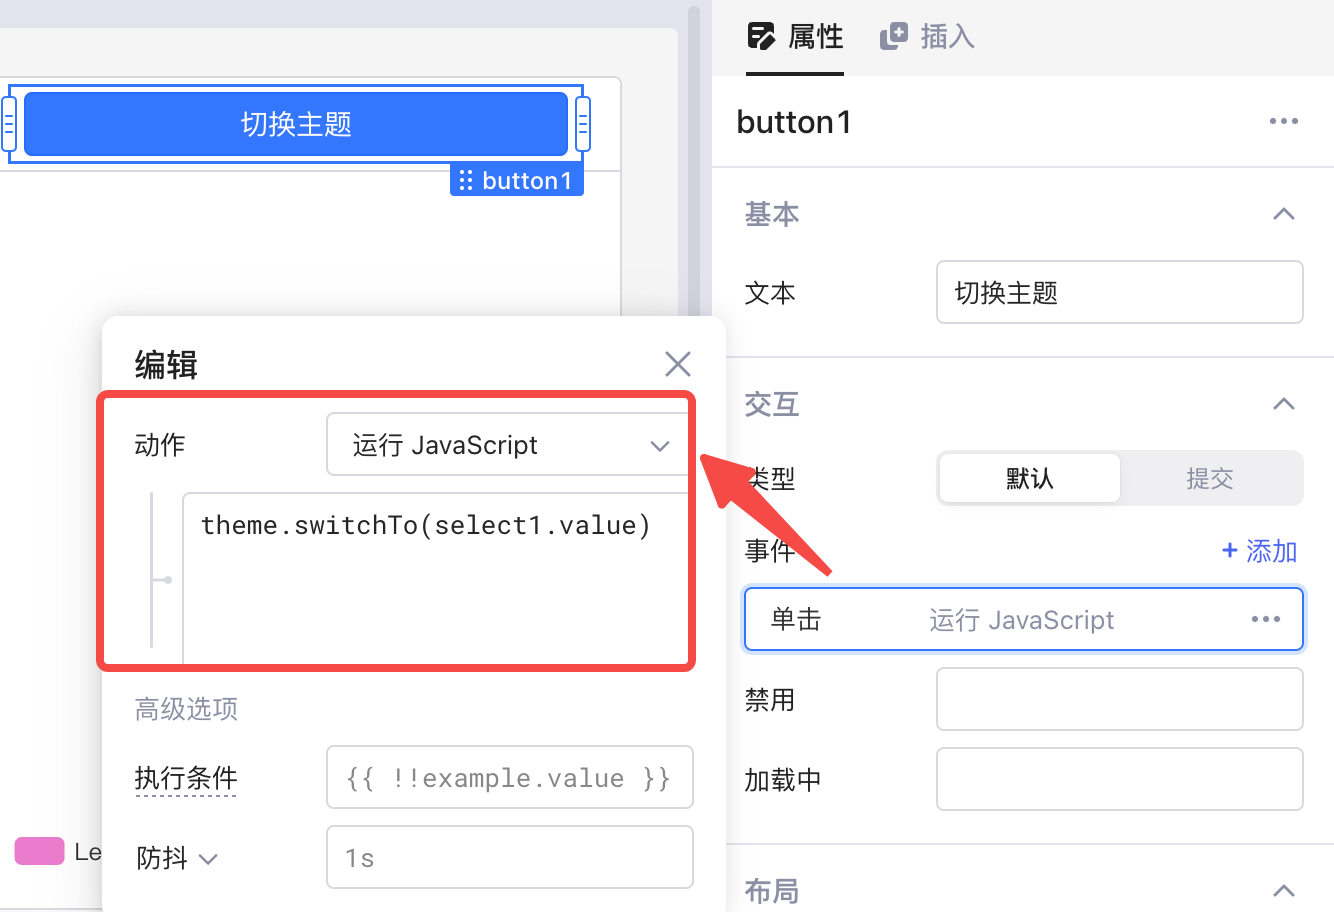 属性 插入
切换主题
button1
button1
基本
文本 切换主题
编辑
交互
动作 运行 JavaScript
类型 默认 提交
theme.switchTo(select1.value)
事件 + 添加
单击 运行 JavaScript
高级选项
禁用
执行条件 {{ !!example.value }}
加载中
Le
防抖 1s
布局